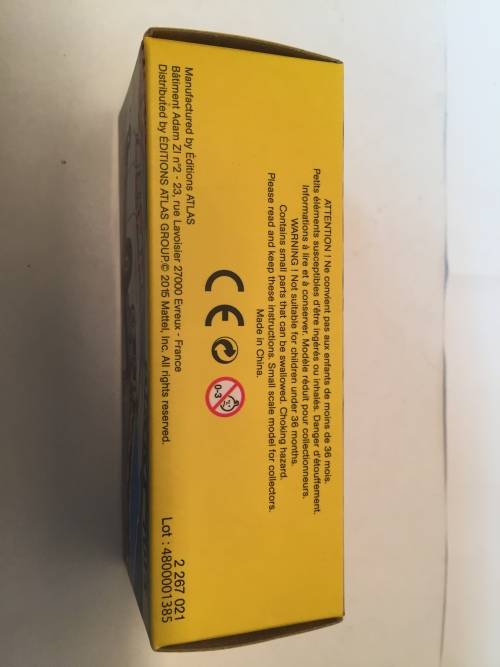 ATTENTION ! Ne convient pas aux enfants de moins de 36 mois.
Petits éléments susceptibles d'être ingérés ou inhalés. Danger d'étouffement.
Informations à lire et à conserver. Modèle réduit pour collectionneurs.
WARNING ! Not suitable for children under 36 months.
Contains small parts that can be swallowed. Choking hazard.
Please read and keep these instructions. Small scale model for collectors.
Made in China.
CE
0-3
Manufactured by Éditions ATLAS
Bâtiment Adam ZI n°2 - 23, rue Lavoisier 27000 Evreux - France
Distributed by ÉDITIONS ATLAS GROUP.© 2015 Mattel, Inc. All rights reserved.
2 267 021
Lot : 4800001385